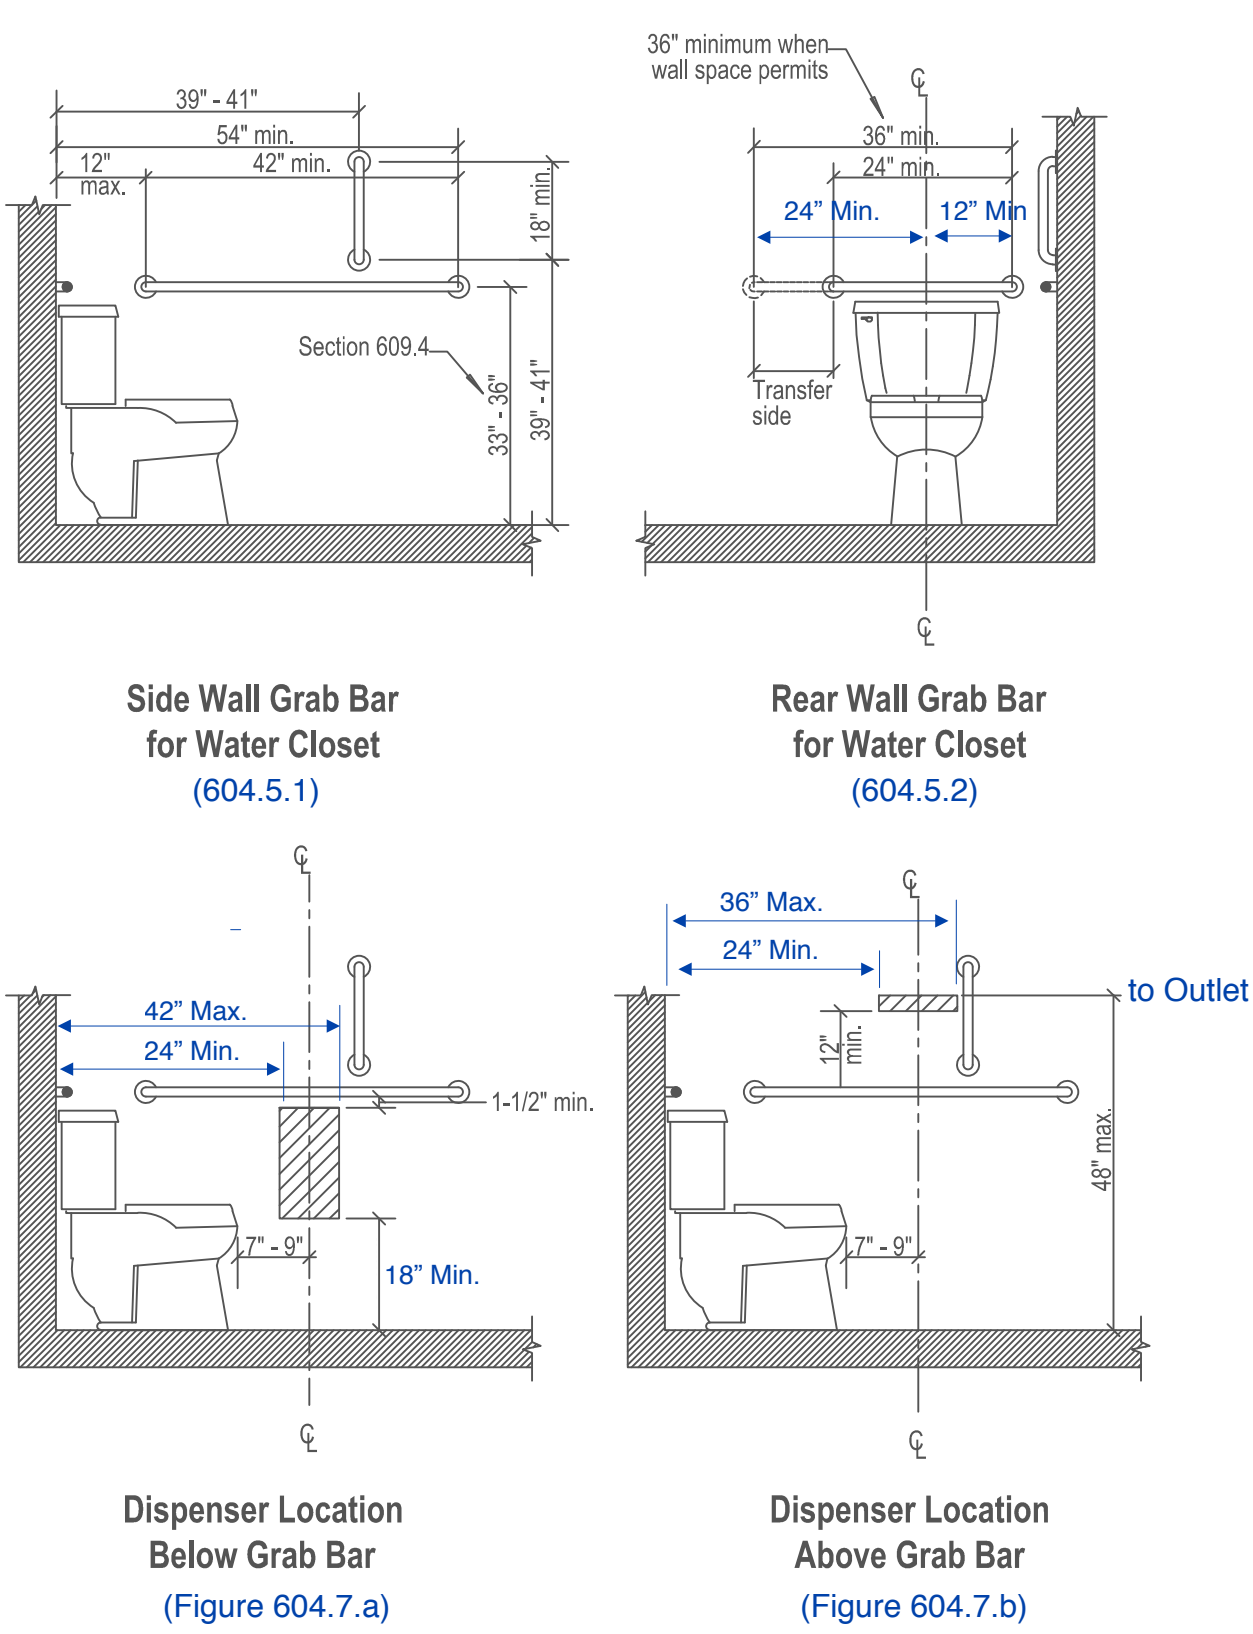 39" - 41"
54" min.
12"
max.
42" min.
18" min.
Section 609.4
33" - 36"
39" - 41"
Side Wall Grab Bar
for Water Closet
(604.5.1)
36" minimum when
wall space permits
℄
36" min.
24" min.
24” Min.
12” Min
Transfer
side
℄
Rear Wall Grab Bar
for Water Closet
(604.5.2)
℄
42” Max.
24” Min.
1-1/2" min.
7" - 9"
18” Min.
℄
Dispenser Location
Below Grab Bar
(Figure 604.7.a)
℄
36” Max.
24” Min.
to Outlet
12"
min.
48" max.
7" - 9"
℄
Dispenser Location
Above Grab Bar
(Figure 604.7.b)